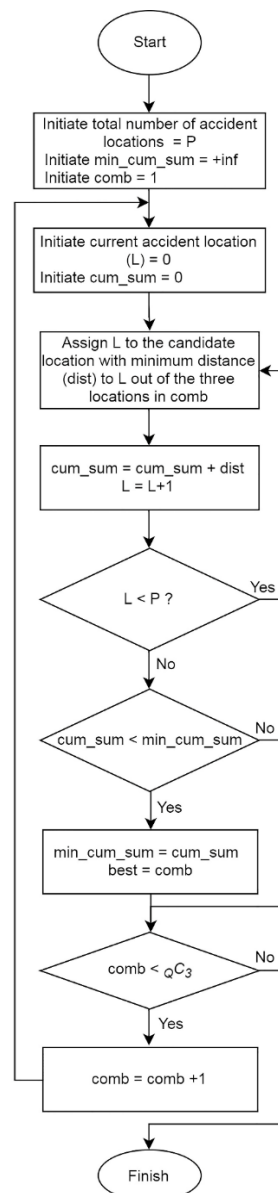 Start
Initiate total number of accident
locations = P
Initiate min_cum_sum = +inf
Initiate comb = 1
Initiate current accident location
(L) = 0
Initiate cum_sum = 0
Assign L to the candidate
location with minimum distance
(dist) to L out of the three
locations in comb
cum_sum = cum_sum + dist
L = L+1
L < P ?
Yes
No
cum_sum < min_cum_sum
No
Yes
min_cum_sum = cum_sum
best = comb
comb < QC3
No
Yes
comb = comb +1
Finish